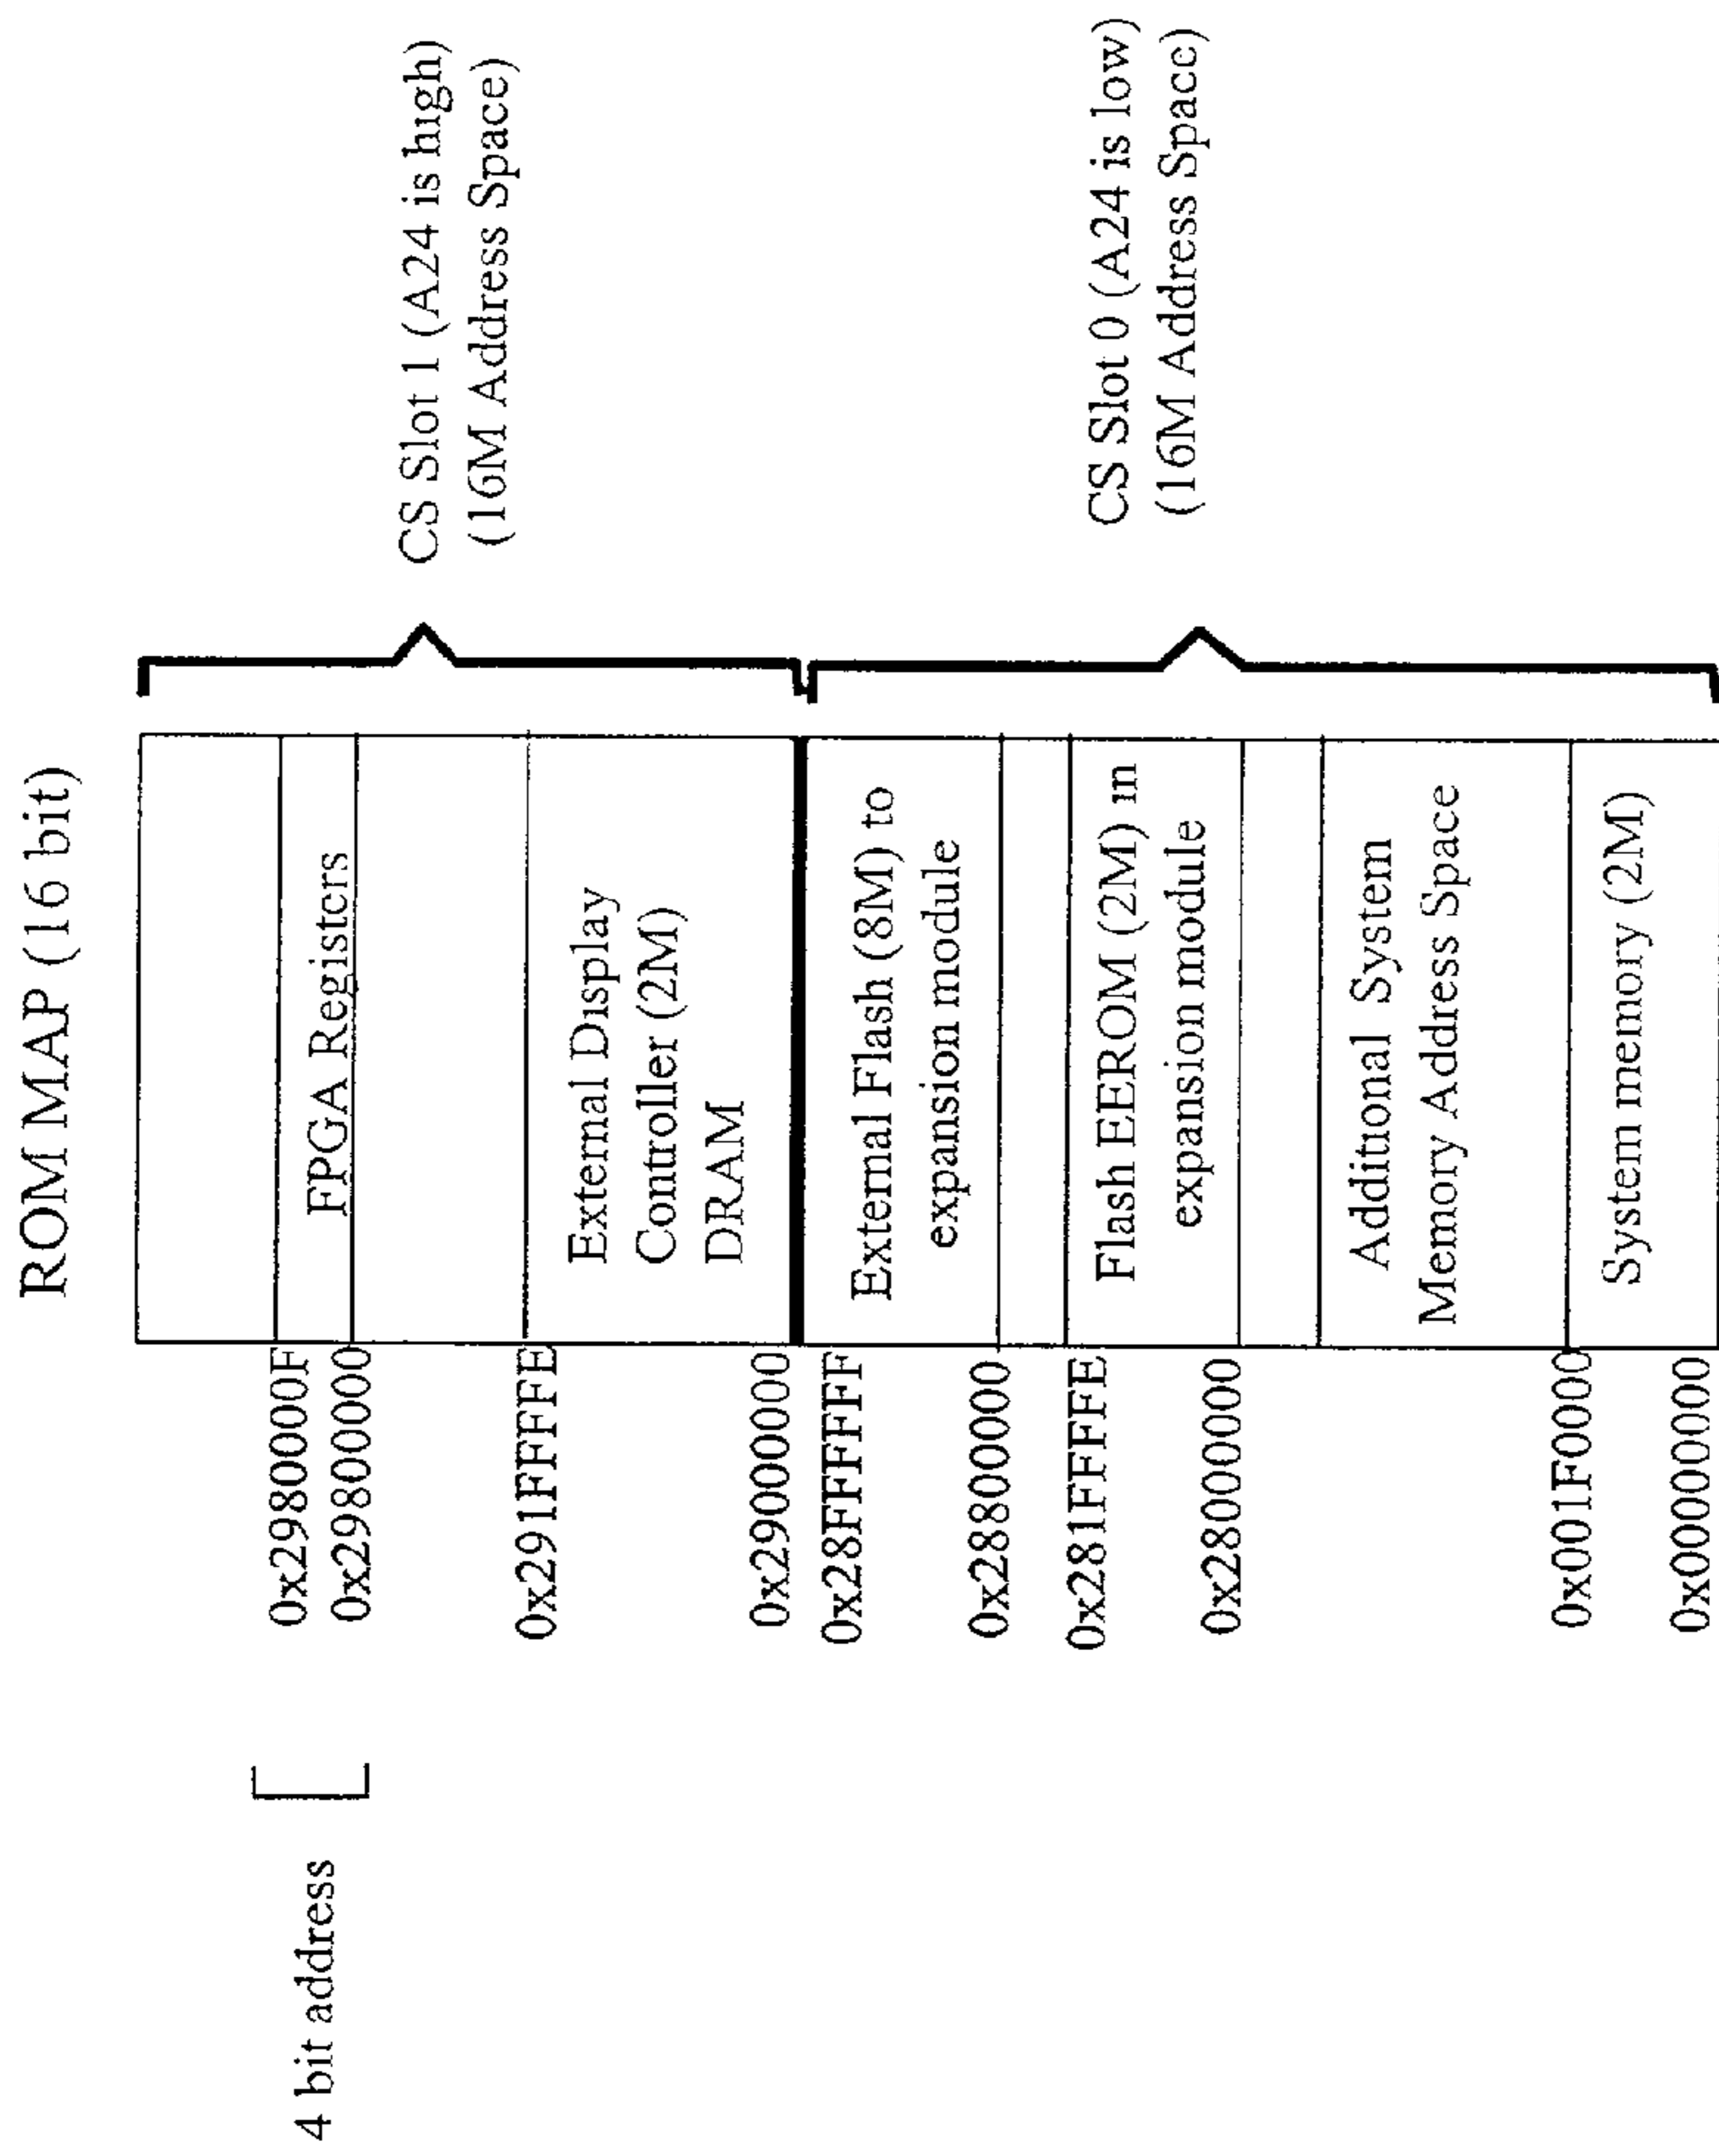 ROM MAP (16 bit)
4 bit address
0x2980000F
0x29800000
FPGA Registers
CS Slot 1 (A24 is high)
(16M Address Space)
0x291FFFFE
External Display
Controller (2M)
DRAM
0x29000000
0x28FFFFFF
External Flash (8M) to
expansion module
0x28800000
0x281FFFFE
Flash EEROM (2M) in
expansion module
0x28000000
CS Slot 0 (A24 is low)
(16M Address Space)
Additional System
Memory Address Space
0x001F0000
System memory (2M)
0x00000000